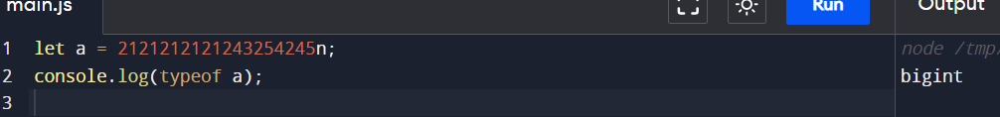 main.js
Run
Output
1 let a = 2121212121243254245n;
2 console.log(typeof a);
3
node /tmp/
bigint